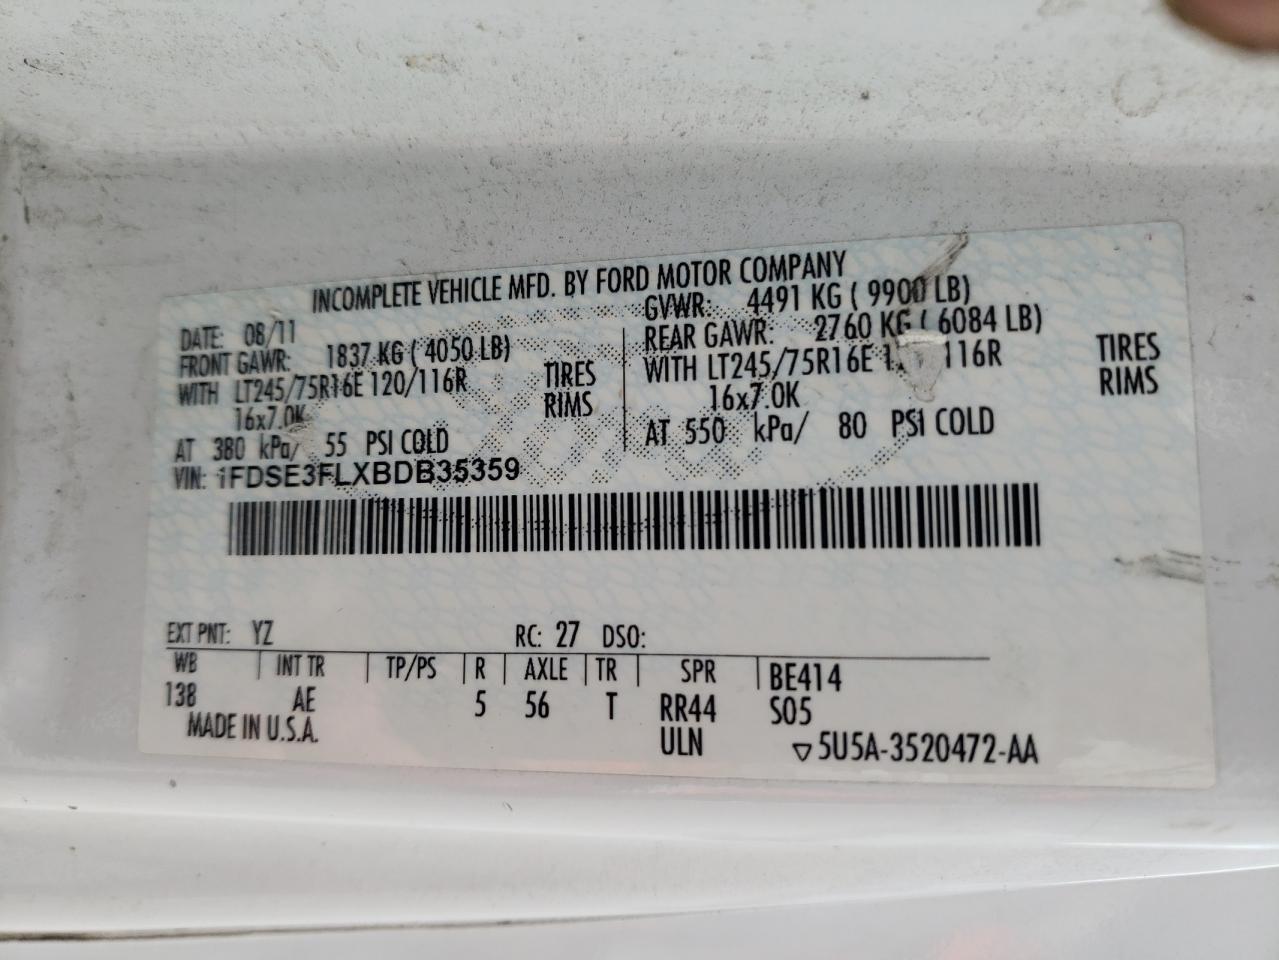 INCOMPLETE VEHICLE MFD. BY FORD MOTOR COMPANY
DATE: 08/11
FRONT GAWR: 1837 KG ( 4050 LB)
WITH LT245/75R16E 120/116R TIRES
16x7.0K RIMS
AT 380 kPa/ 55 PSI COLD
GVWR: 4491 KG ( 9900 LB)
REAR GAWR: 2760 KG ( 6084 LB)
WITH LT245/75R16E 116R TIRES
16x7.0K RIMS
AT 550 kPa/ 80 PSI COLD
VIN: 1FDSE3FLXBDB35359
EXT PNT: YZ RC: 27 DSO:
WB INT TR TP/PS R AXLE TR SPR BE414
138 AE 5 56 T RR44 S05
MADE IN U.S.A. ULN ▽5U5A-3520472-AA